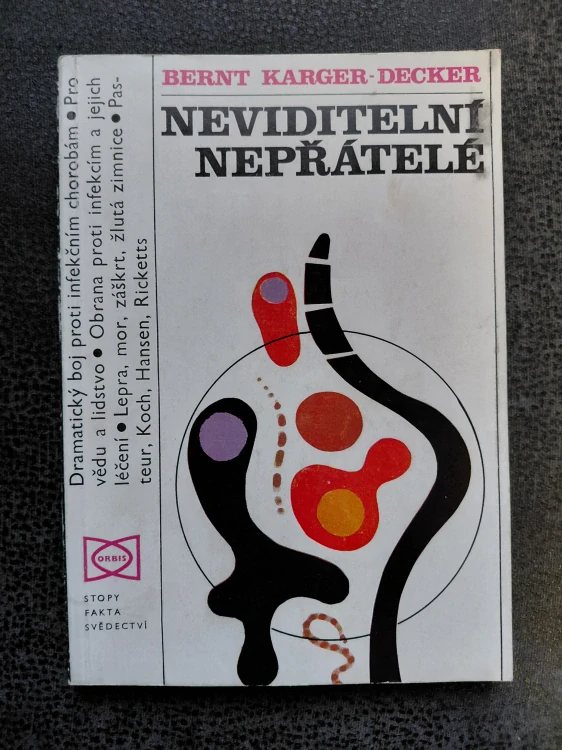 BERNT KARGER-DECKER
NEVIDITELNÍ
NEPŘÁTELÉ
Dramatický boj proti infekčním chorobám • Pro
vědu a lidstvo • Obrana proti infekcím a jejich
léčení • Lepra, mor, záškrt, žlutá zimnice • Pas-
teur, Koch, Hansen, Ricketts
ORBIS
STOPY
FAKTA
SVĚDECTVÍ